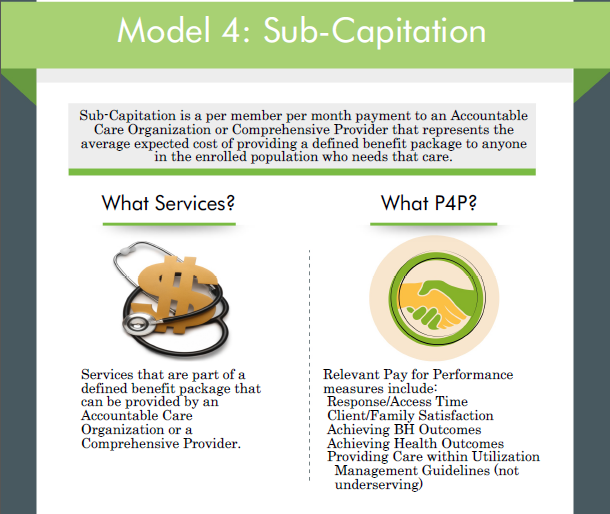 Model 4: Sub-Capitation
Sub-Capitation is a per member per month payment to an Accountable
Care Organization or Comprehensive Provider that represents the
average expected cost of providing a defined benefit package to anyone
in the enrolled population who needs that care.
What Services?
Services that are part of a
defined benefit package that
can be provided by an
Accountable Care
Organization or a
Comprehensive Provider.
What P4P?
Relevant Pay for Performance
measures include:
Response/Access Time
Client/Family Satisfaction
Achieving BH Outcomes
Achieving Health Outcomes
Providing Care within Utilization
Management Guidelines (not
underserving)